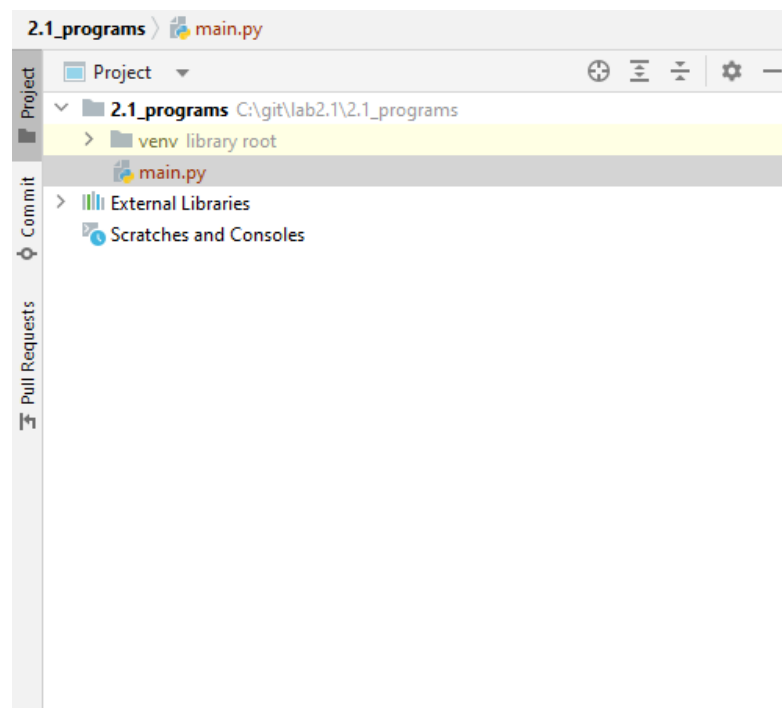 2.1_programs main.py
Project
2.1_programs C:\git\lab2.1\2.1_programs
venv library root
main.py
External Libraries
Scratches and Consoles
Project
Commit
Pull Requests